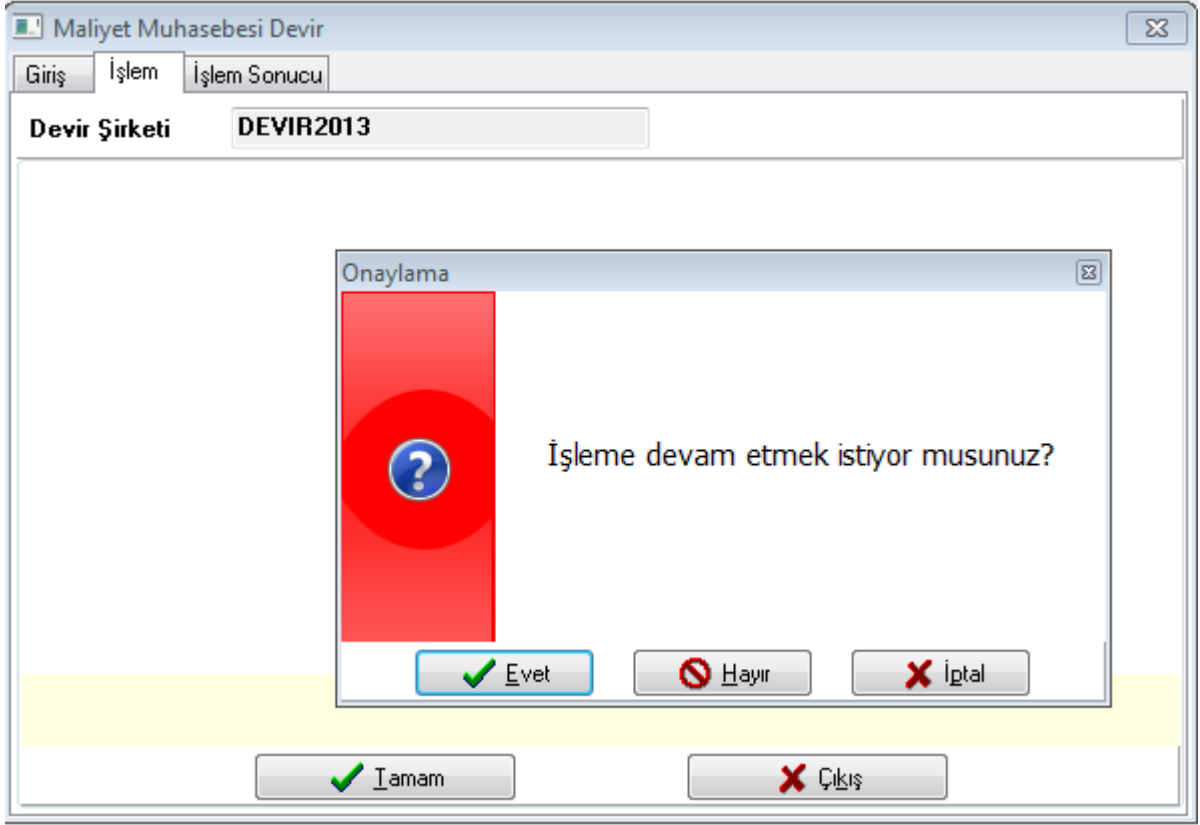 Maliyet Muhasebesi Devir
Giriş İşlem İşlem Sonucu
Devir Şirketi DEVIR2013
Onaylama
İşleme devam etmek istiyor musunuz?
Evet Hayır İptal
Tamam Çıkış